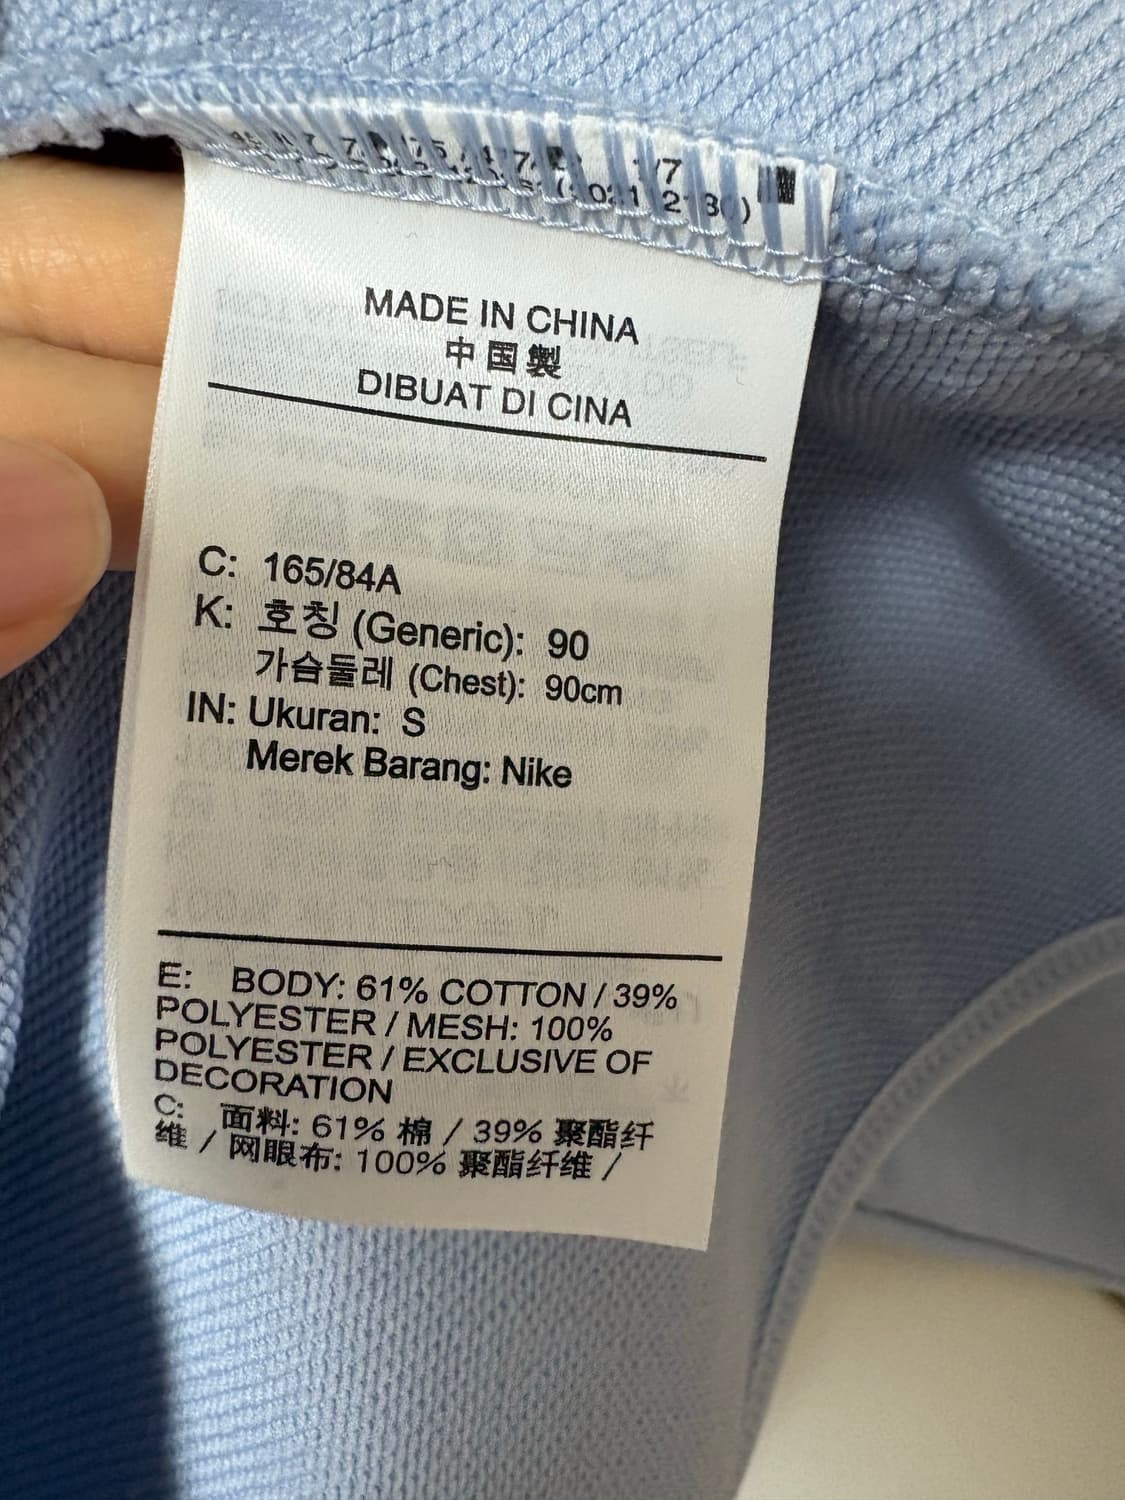 MADE IN CHINA
中国製
DIBUAT DI CINA
C: 165/84A
K: 호칭 (Generic): 90
가슴둘레 (Chest): 90cm
IN: Ukuran: S
Merek Barang: Nike
E: BODY: 61% COTTON / 39%
POLYESTER / MESH: 100%
POLYESTER / EXCLUSIVE OF
DECORATION
C: 面料: 61% 棉 / 39% 聚酯纤
维 / 网眼布: 100% 聚酯纤维 /